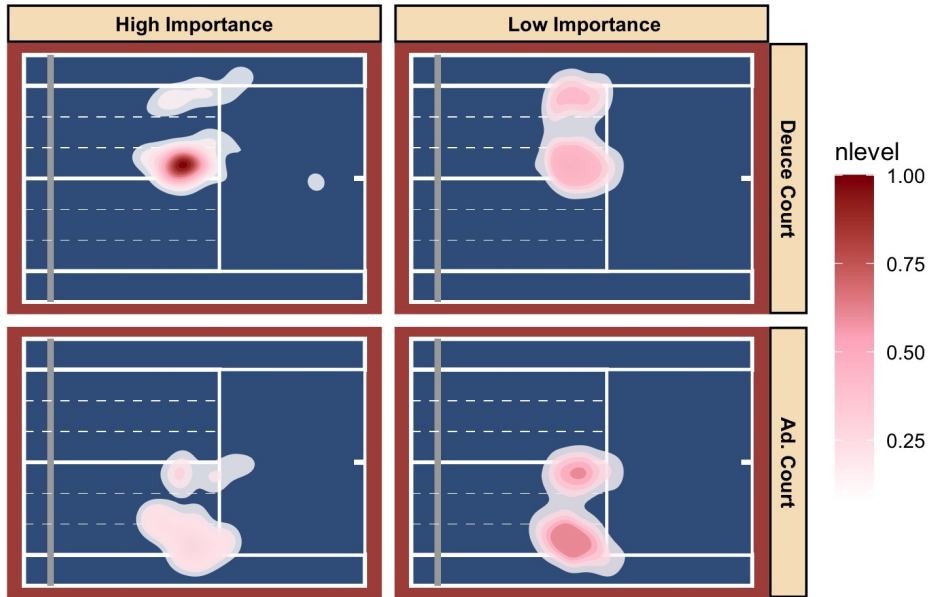 High Importance
Low Importance
Deuce Court
Ad. Court
nlevel
1.00
0.75
0.50
0.25